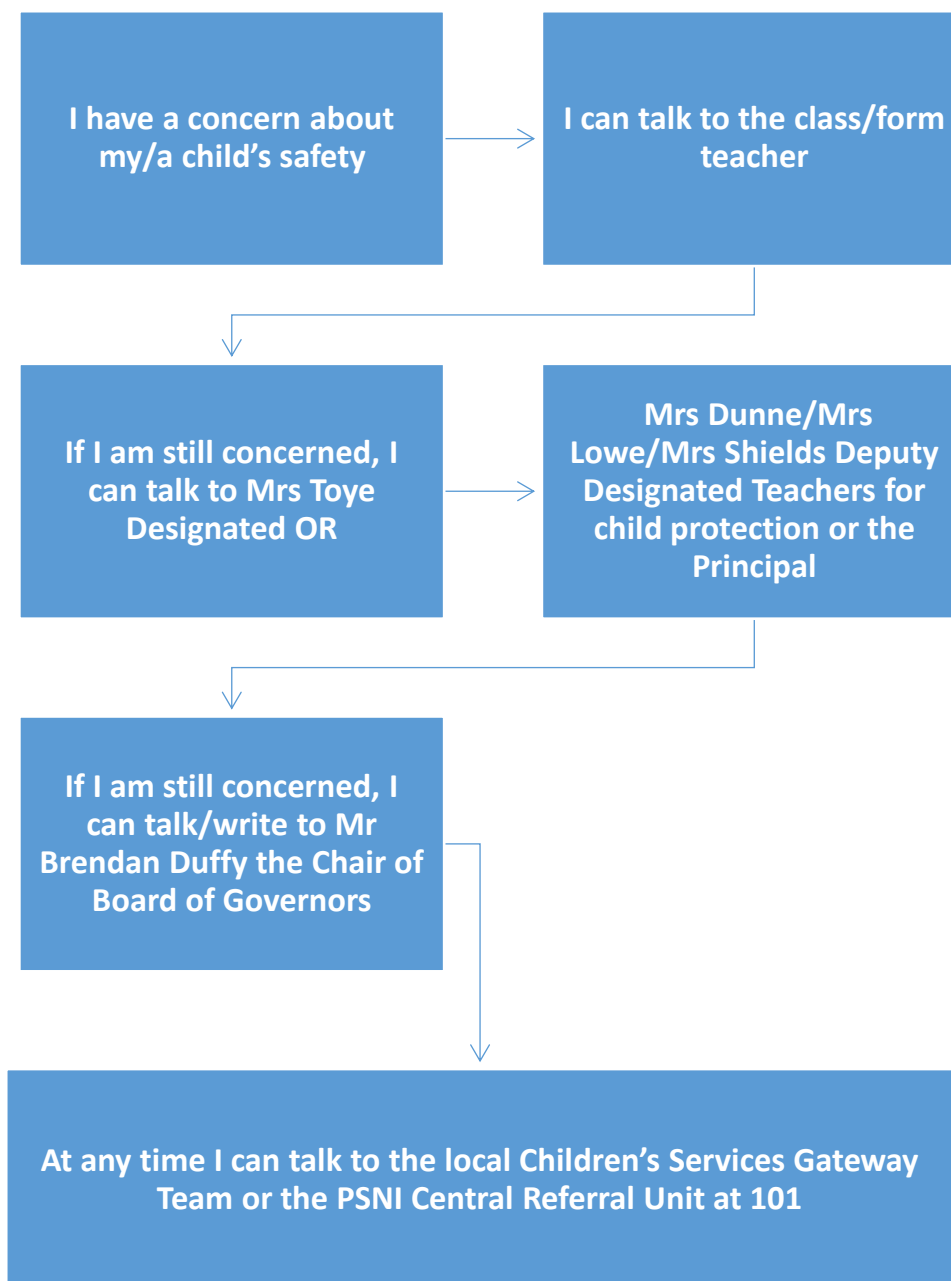 I have a concern about
my/a child’s safety
I can talk to the class/form
teacher
If I am still concerned, I
can talk to Mrs Toye
Designated OR
Mrs Dunne/Mrs
Lowe/Mrs Shields Deputy
Designated Teachers for
child protection or the
Principal
If I am still concerned, I
can talk/write to Mr
Brendan Duffy the Chair of
Board of Governors
At any time I can talk to the local Children’s Services Gateway
Team or the PSNI Central Referral Unit at 101